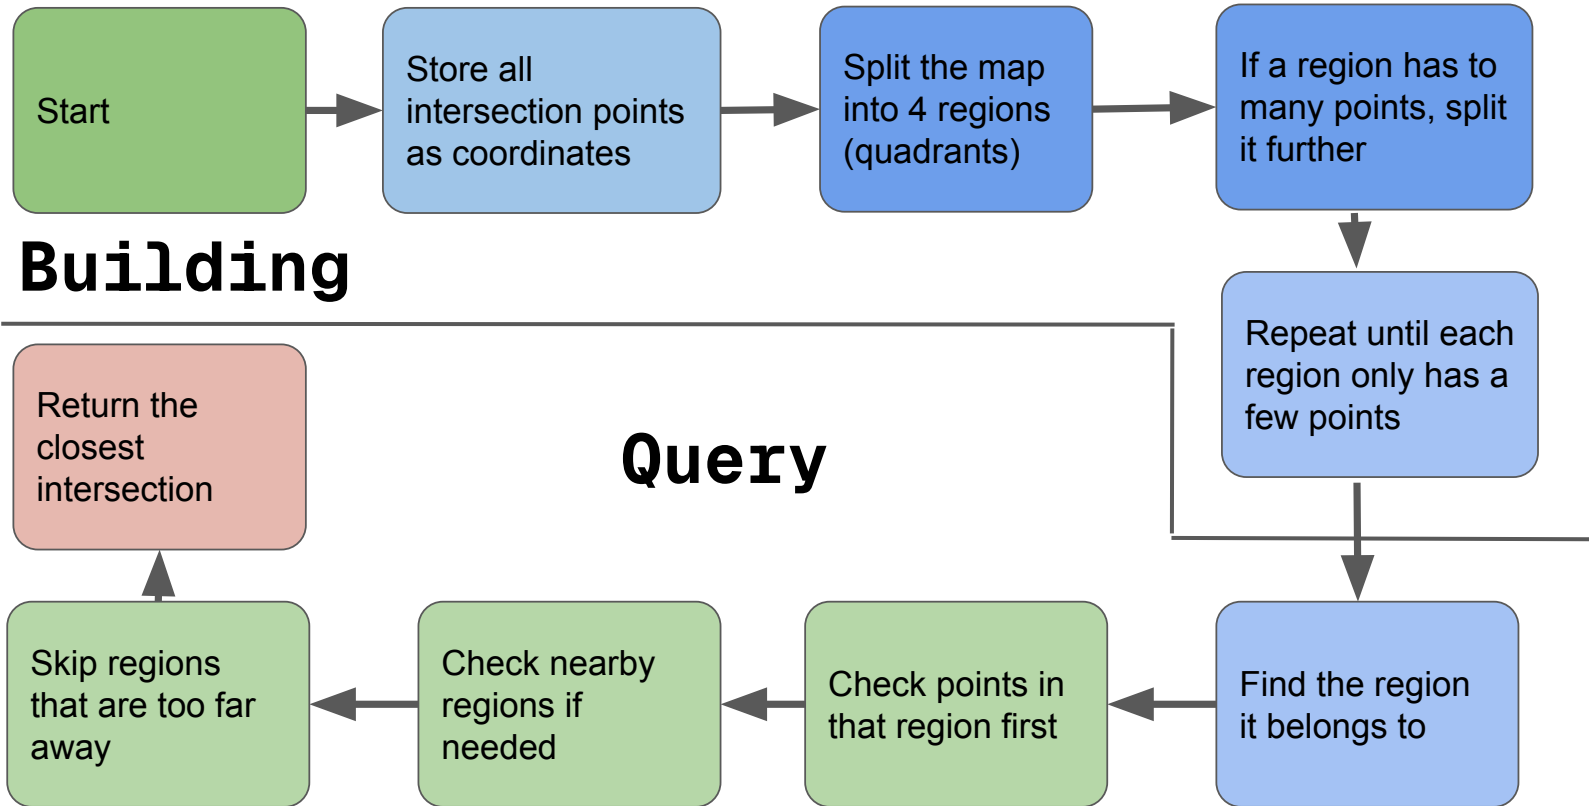 Start
Store all
intersection points
as coordinates
Split the map
into 4 regions
(quadrants)
If a region has to
many points, split
it further
Building
Repeat until each
region only has a
few points
Query
Find the region
it belongs to
Check points in
that region first
Check nearby
regions if
needed
Skip regions
that are too far
away
Return the
closest
intersection